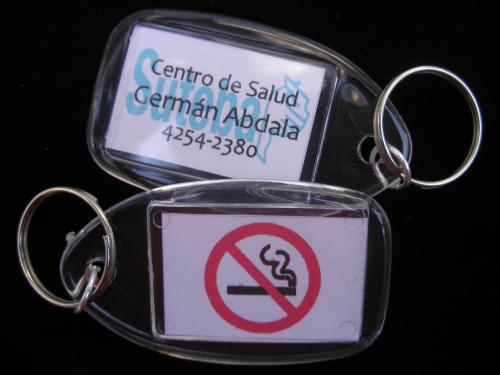 Centro de Salud
Suteba
Germán Abdala
4254-2380